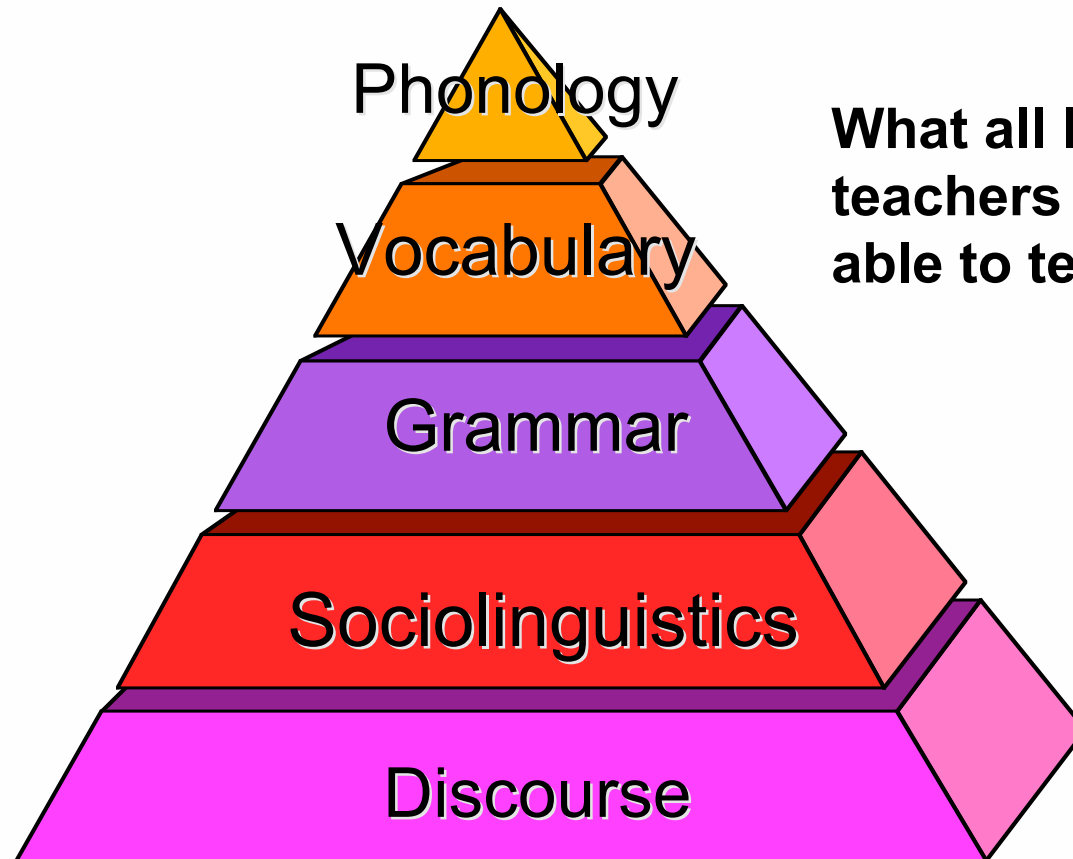 Phonology
What all
teachers
able to
Vocabulary
Grammar
Sociolinguistics
Discourse